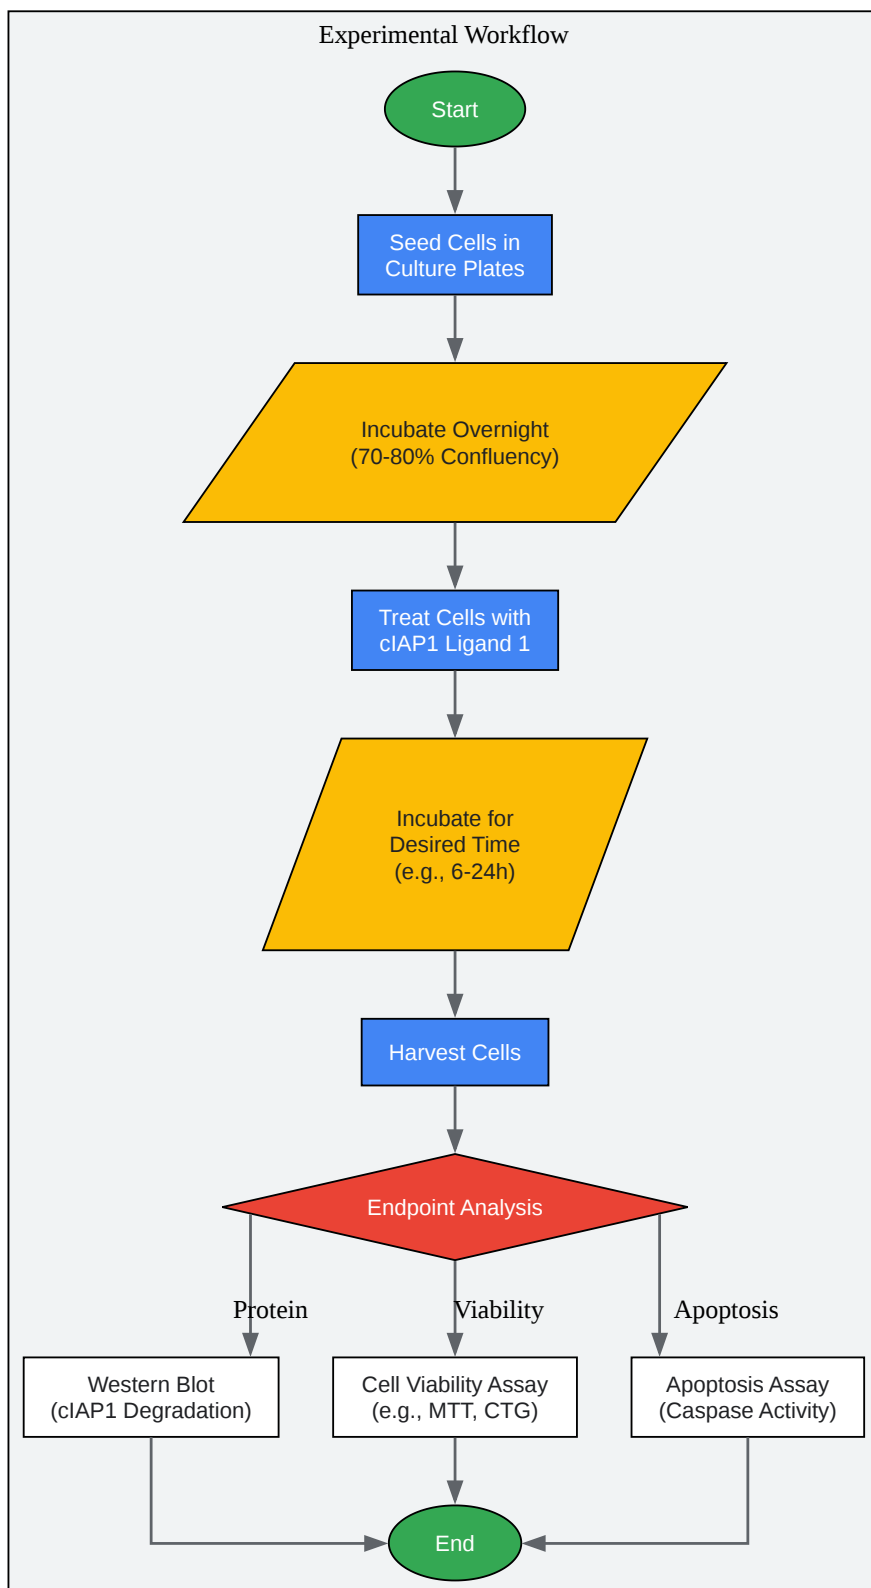 Experimental Workflow
Start
Seed Cells in
Culture Plates
Incubate Overnight
(70-80% Confluency)
Treat Cells with
cIAP1 Ligand 1
Incubate for
Desired Time
(e.g., 6-24h)
Harvest Cells
Endpoint Analysis
Protein
Viability
Apoptosis
Western Blot
(cIAP1 Degradation)
Cell Viability Assay
(e.g., MTT, CTG)
Apoptosis Assay
(Caspase Activity)
End